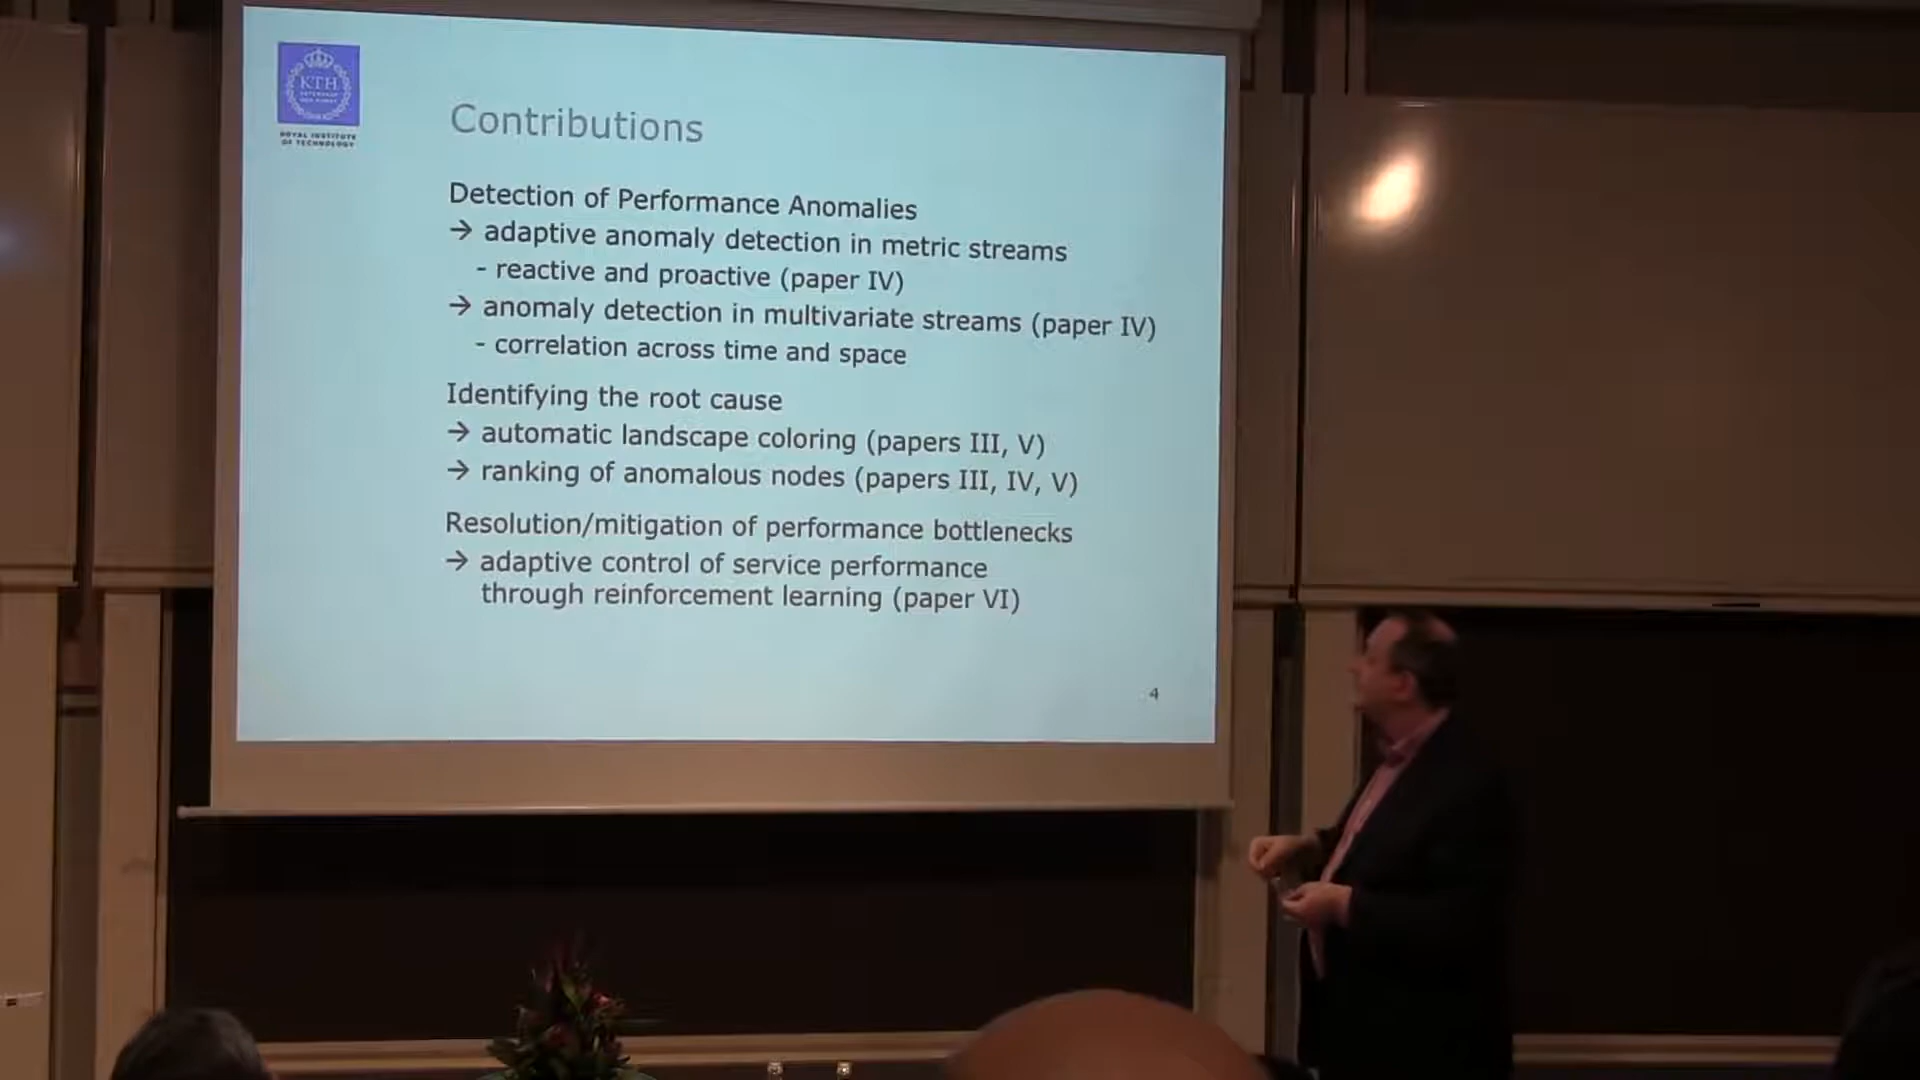 KTH
ROYAL INSTITUTE
OF TECHNOLOGY
Contributions
Detection of Performance Anomalies
→ adaptive anomaly detection in metric streams
- reactive and proactive (paper IV)
→ anomaly detection in multivariate streams (paper IV)
- correlation across time and space
Identifying the root cause
→ automatic landscape coloring (papers III, V)
→ ranking of anomalous nodes (papers III, IV, V)
Resolution/mitigation of performance bottlenecks
→ adaptive control of service performance
through reinforcement learning (paper VI)
4